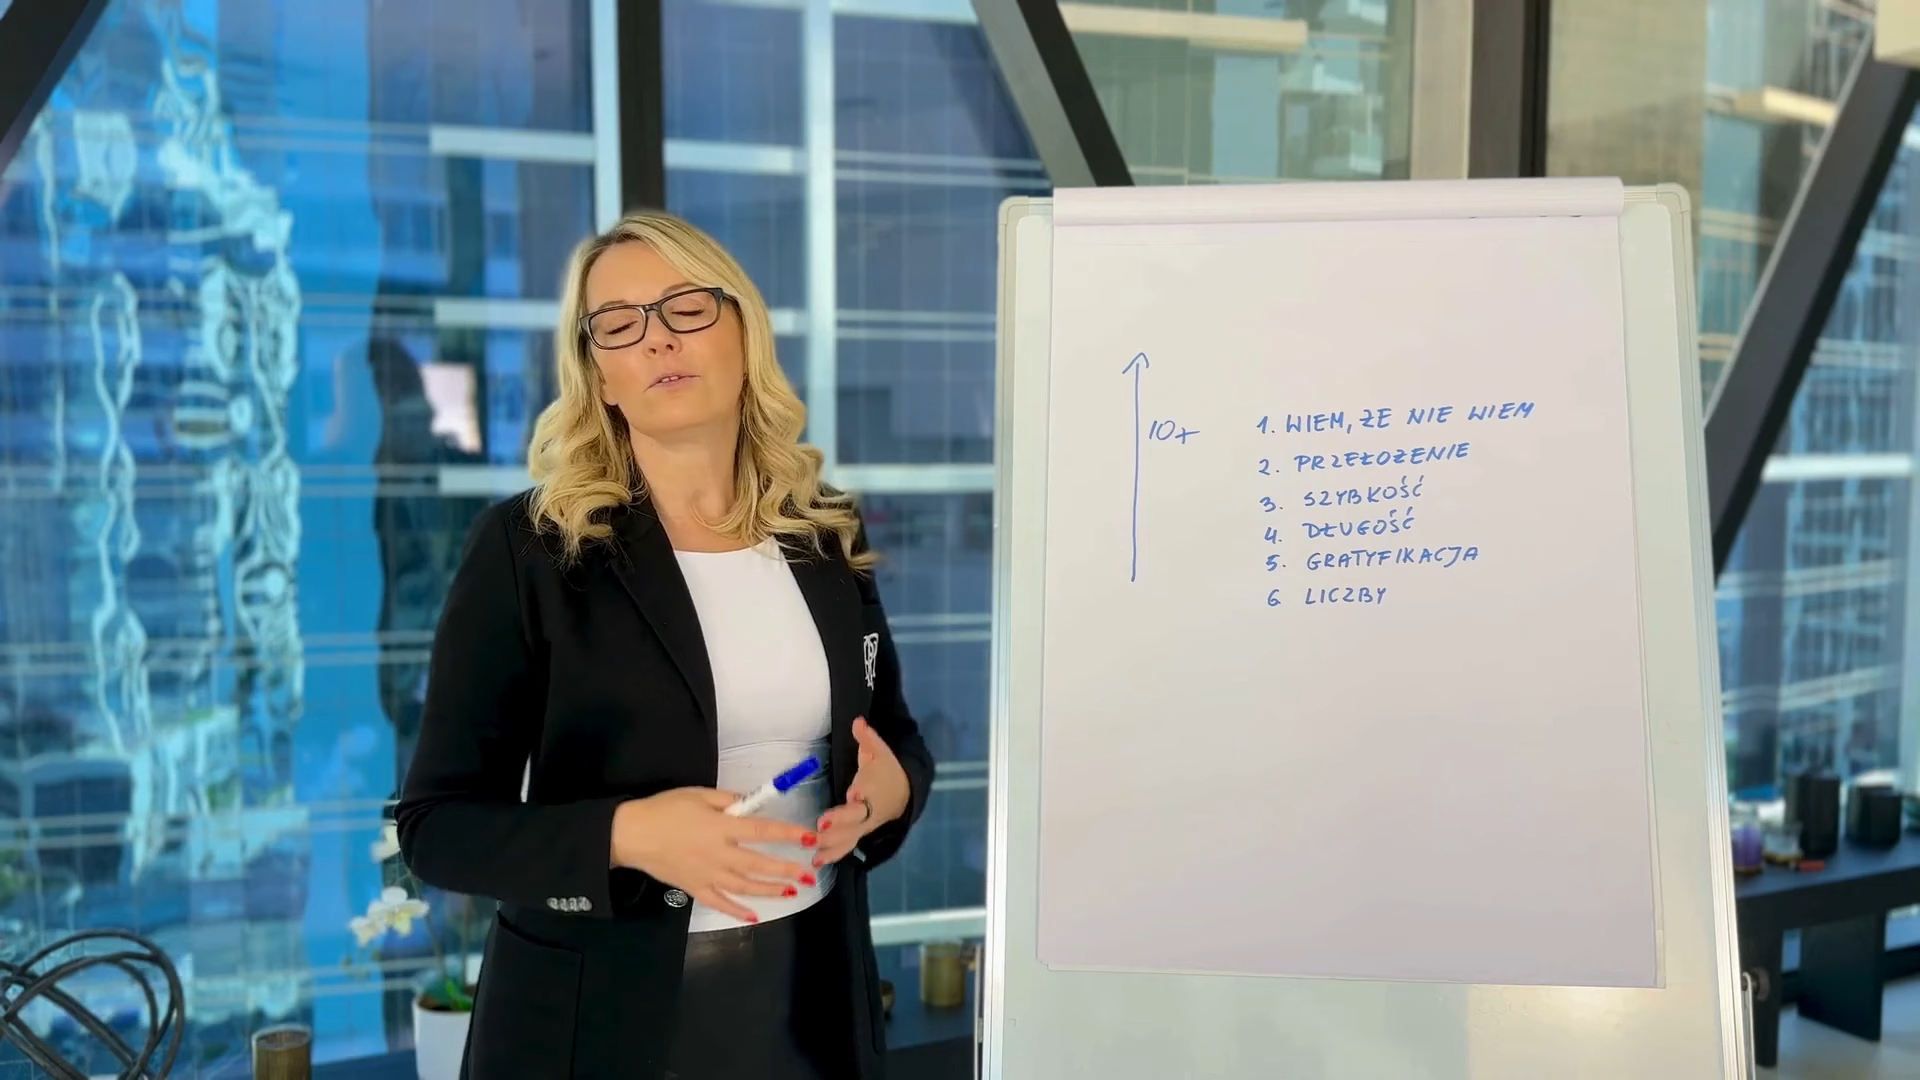 10+
1. WIEM, ŻE NIE WIEM
2. PRZEŁOŻENIE
3. SZYBKOŚĆ
4. DŁUGOŚĆ
5. GRATYFIKACJA
6 LICZBY